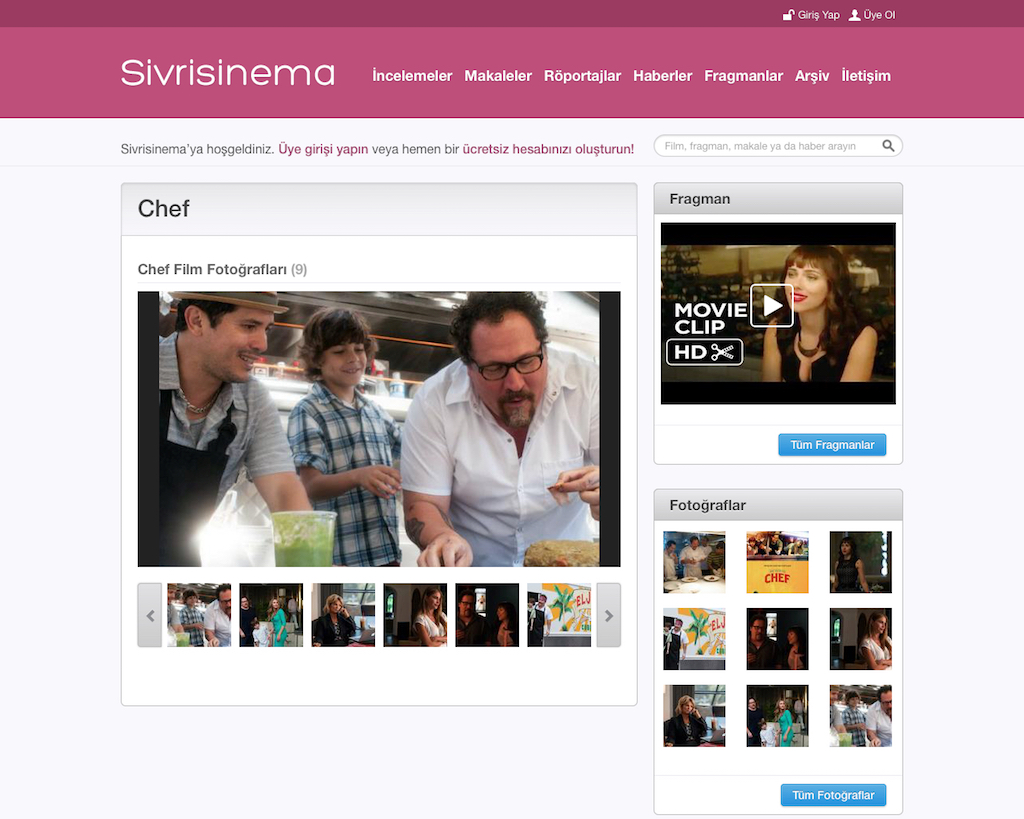 Giriş Yap Üye Ol
Sivrisinema
İncelemeler Makaleler Röportajlar Haberler Fragmanlar Arşiv İletişim
Sivrisinema'ya hoşgeldiniz. Üye girişi yapın veya hemen bir ücretsiz hesabınızı oluşturun!
Film, fragman, makale ya da haber arayın
Chef
Chef Film Fotoğrafları (9)
Fragman
MOVIE
CLIP
HD
Tüm Fragmanlar
Fotoğraflar
CHEF
Tüm Fotoğraflar